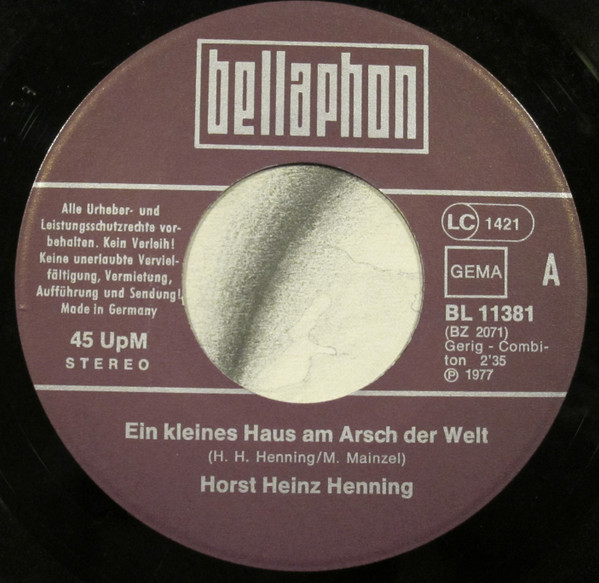 bellaphon
Alle Urheber- und
Leistungsschutzrechte vor-
behalten. Kein Verleih!
Keine unerlaubte Verviel-
fältigung, Vermietung,
Aufführung und Sendung!
Made in Germany
45 UpM
STEREO
LC 1421
GEMA
A
BL 11381
(BZ 2071)
Gerig - Combi-
ton 2'35
℗ 1977
Ein kleines Haus am Arsch der Welt
(H. H. Henning/M. Mainzel)
Horst Heinz Henning